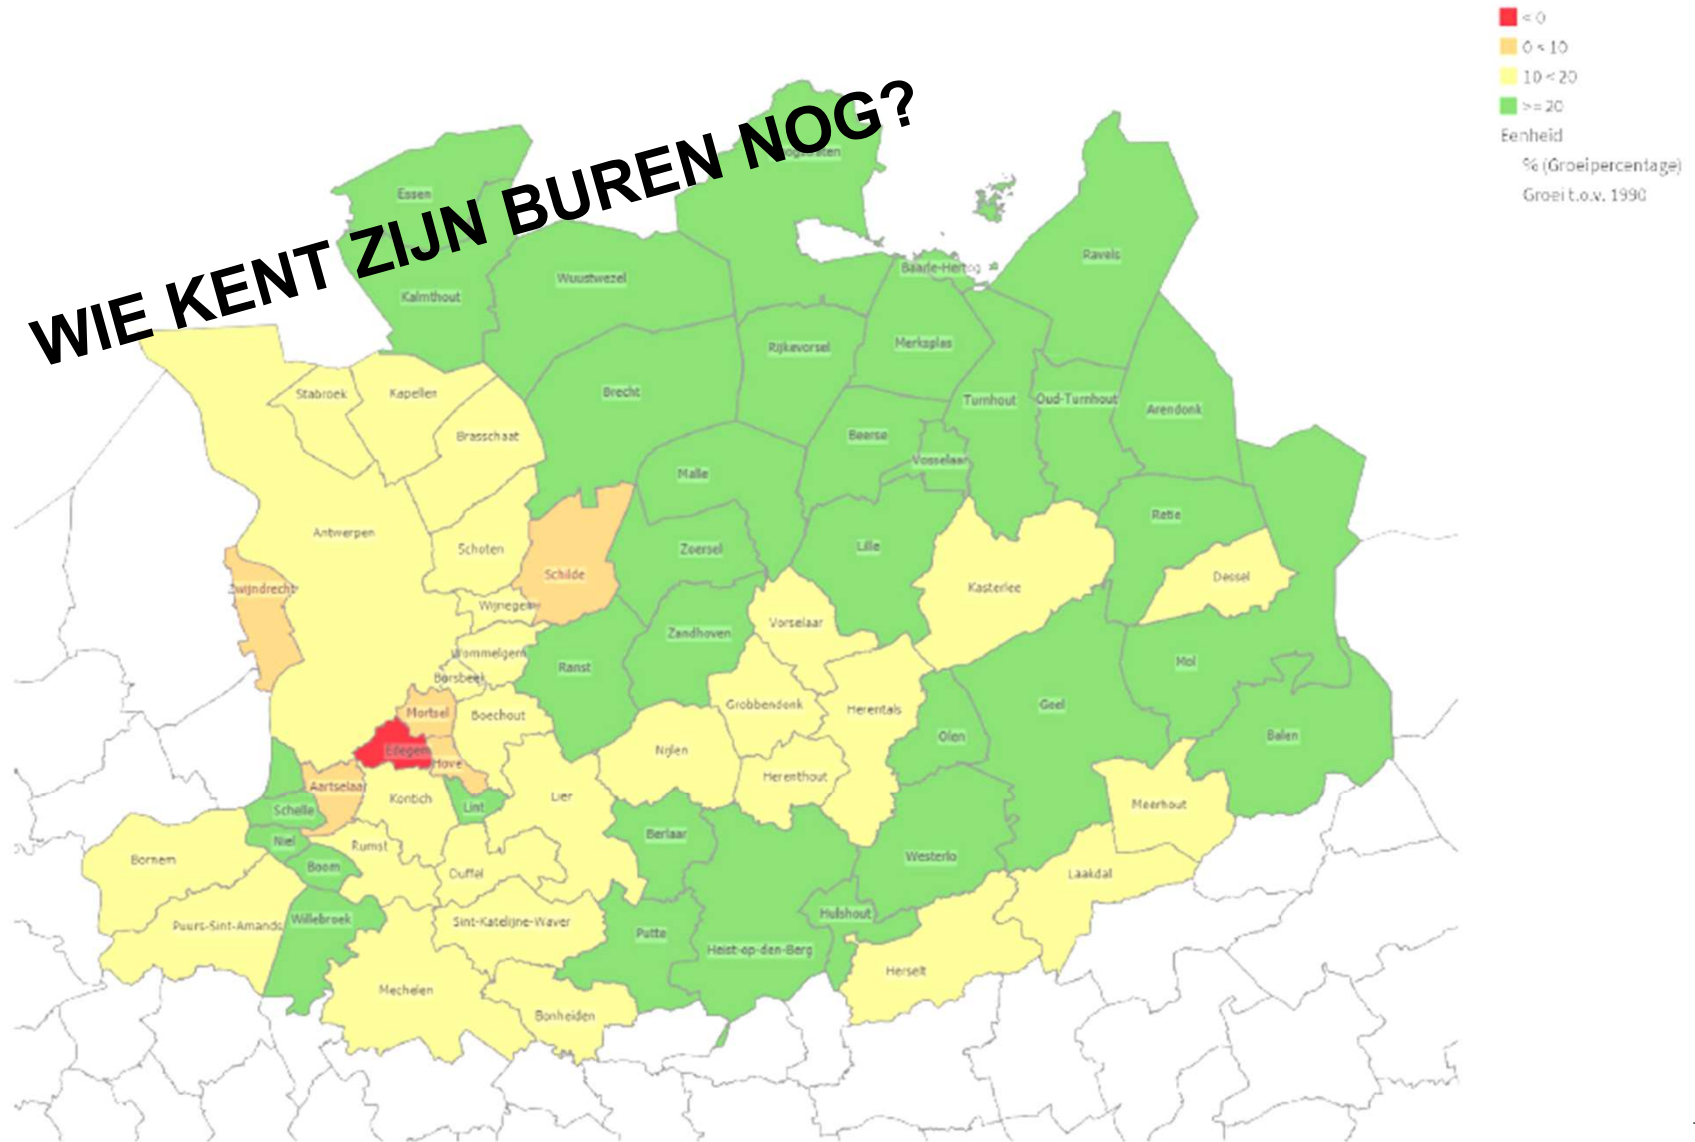 < 0
0 < 10
10 < 20
>= 20
Eenheid
% (Groeipercentage)
Groei t.o.v. 1990
WIE KENT ZIJN BUREN NOG?
Essen
Kalmthout
Wuustwezel
Baarle-Hertog
Ravels
Rijkevorsel
Merksplas
Stabroek
Kapellen
Brecht
Turnhout
Oud-Turnhout
Arendonk
Brasschaat
Beerse
Vosselaar
Malle
Antwerpen
Schoten
Schilde
Zoersel
Lille
Retie
Dessel
Kasterlee
Zwijndrecht
Wijnegem
Vorselaar
Zandhoven
Wommelgem
Ranst
Borsbeek
Mol
Mortsel
Boechout
Grobbendonk
Herentals
Geel
Olen
Balen
Edegem
Hove
Nijlen
Herenthout
Aartselaar
Kontich
Lint
Lier
Meerhout
Schelle
Niel
Rumst
Berlaar
Bornem
Boom
Duffel
Westerlo
Laakdal
Puurs-Sint-Amands
Willebroek
Sint-Katelijne-Waver
Putte
Hulshout
Heist-op-den-Berg
Herselt
Mechelen
Bonheiden